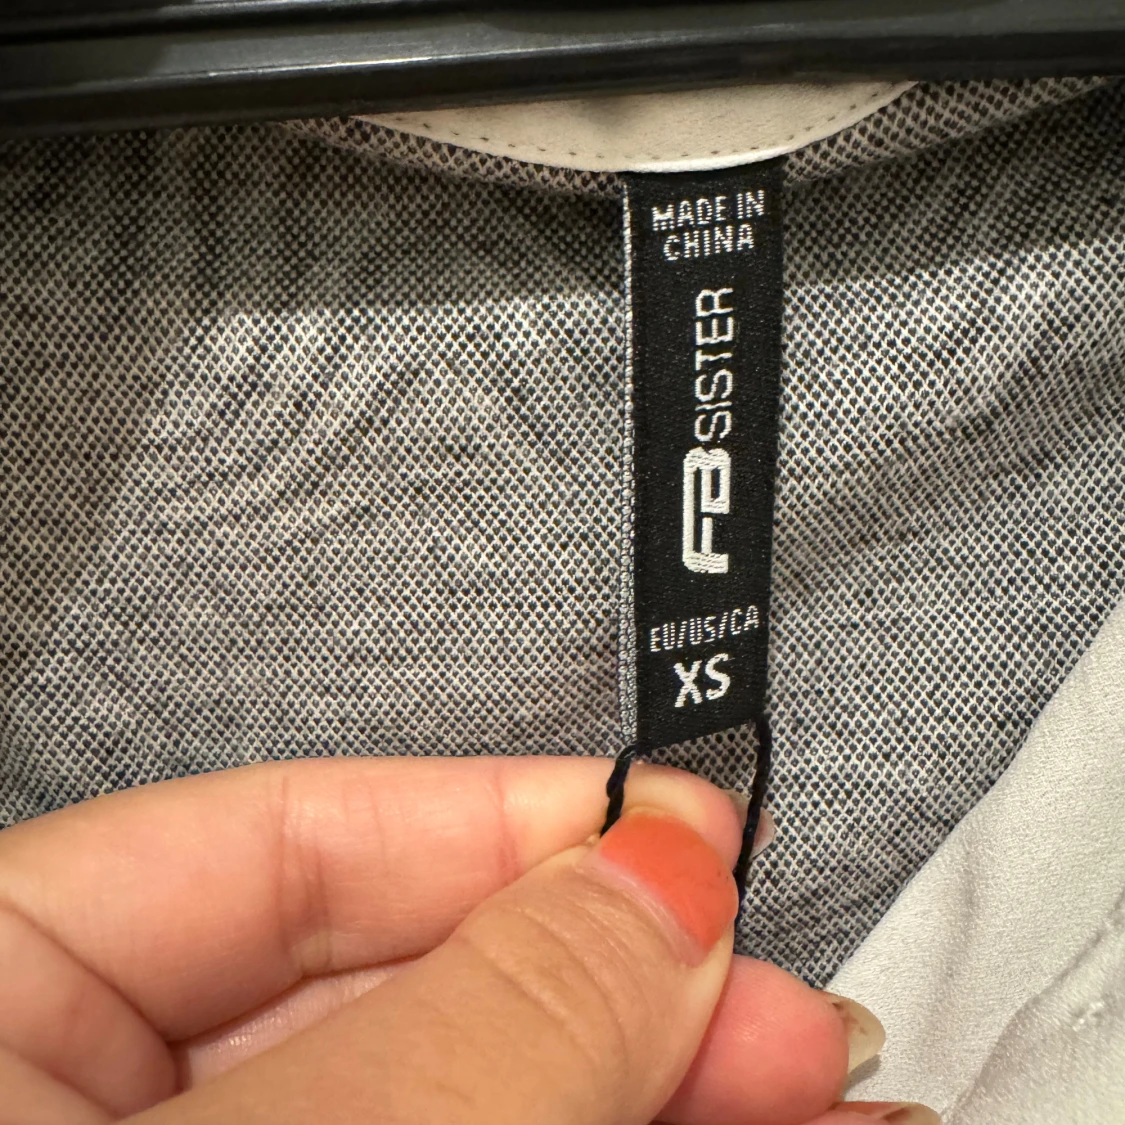 MADE IN
CHINA
FB SISTER
EU/US/CA
XS